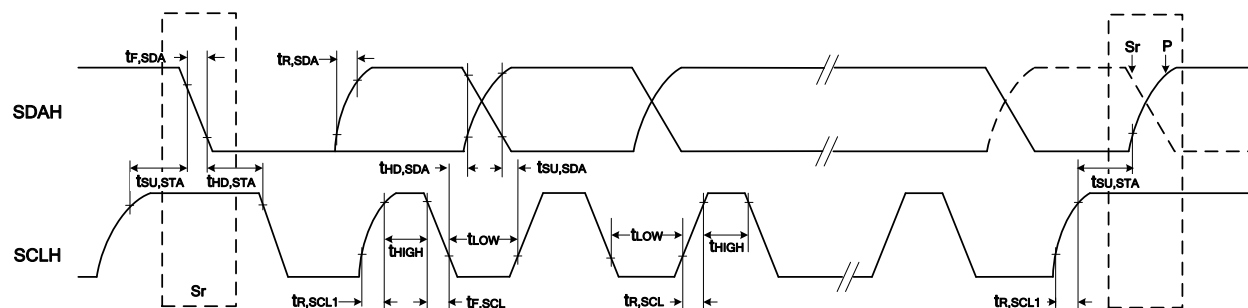 Sr P
tF,SDA tR,SDA
SDAH
tHD,SDA tSU,SDA
tSU,STA tHD,STA tSU,STA
tHIGH tLOW tLOW tHIGH
SCLH
Sr
tR,SCL1 tF,SCL tR,SCL tR,SCL1